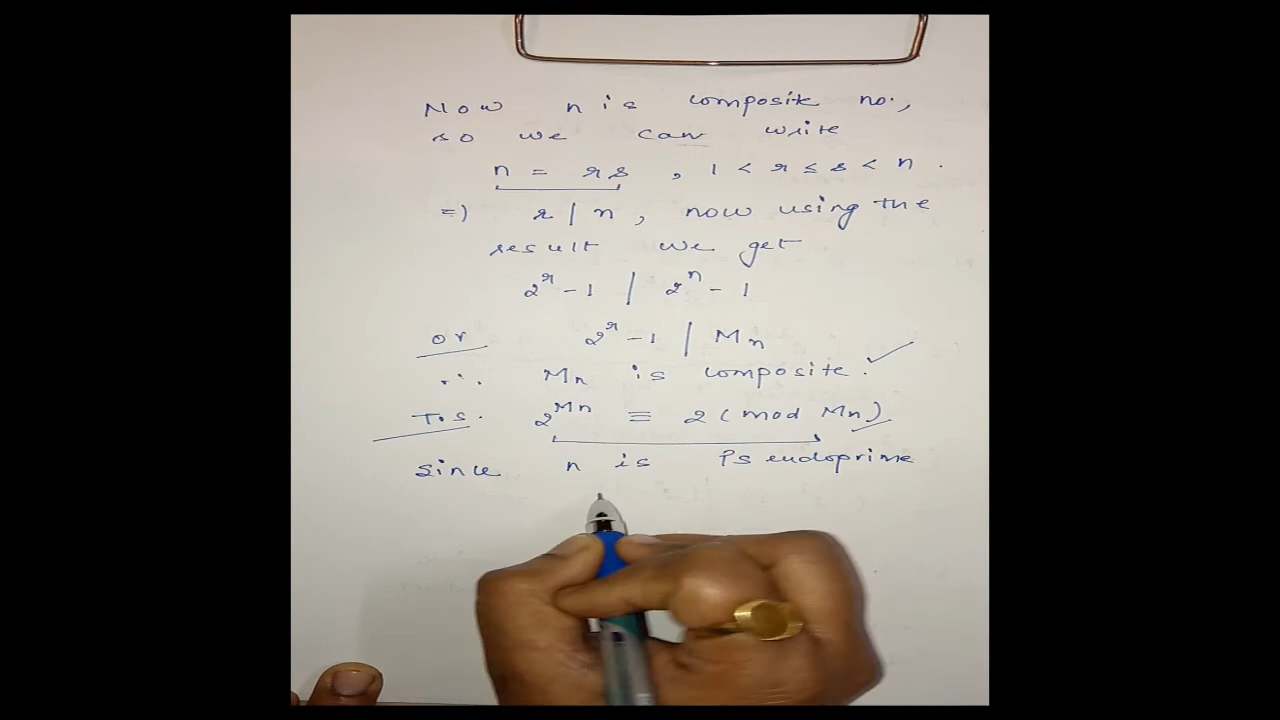 Now n is composite no.,
so we can write
n = rs , 1 < r ≤ s < n .
=) r | n , now using the
result we get
2^r - 1 | 2^n - 1
or 2^r - 1 | Mn
∴ Mn is composite. ✓
T.S. 2^Mn ≡ 2 (mod Mn)
Since n is Pseudoprime